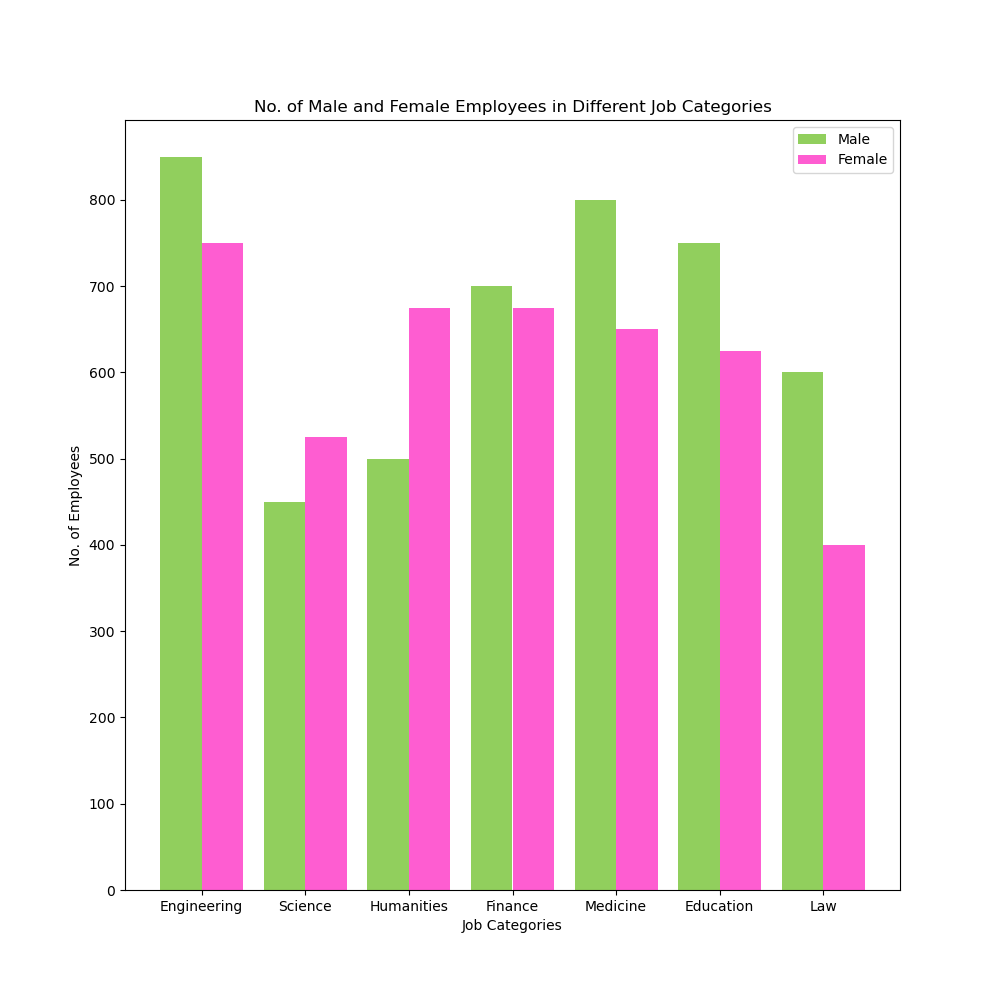 No. of Male and Female Employees in Different Job Categories
Male
Female
No. of Employees
800
700
600
500
400
300
200
100
0
Engineering Science Humanities Finance Medicine Education Law
Job Categories